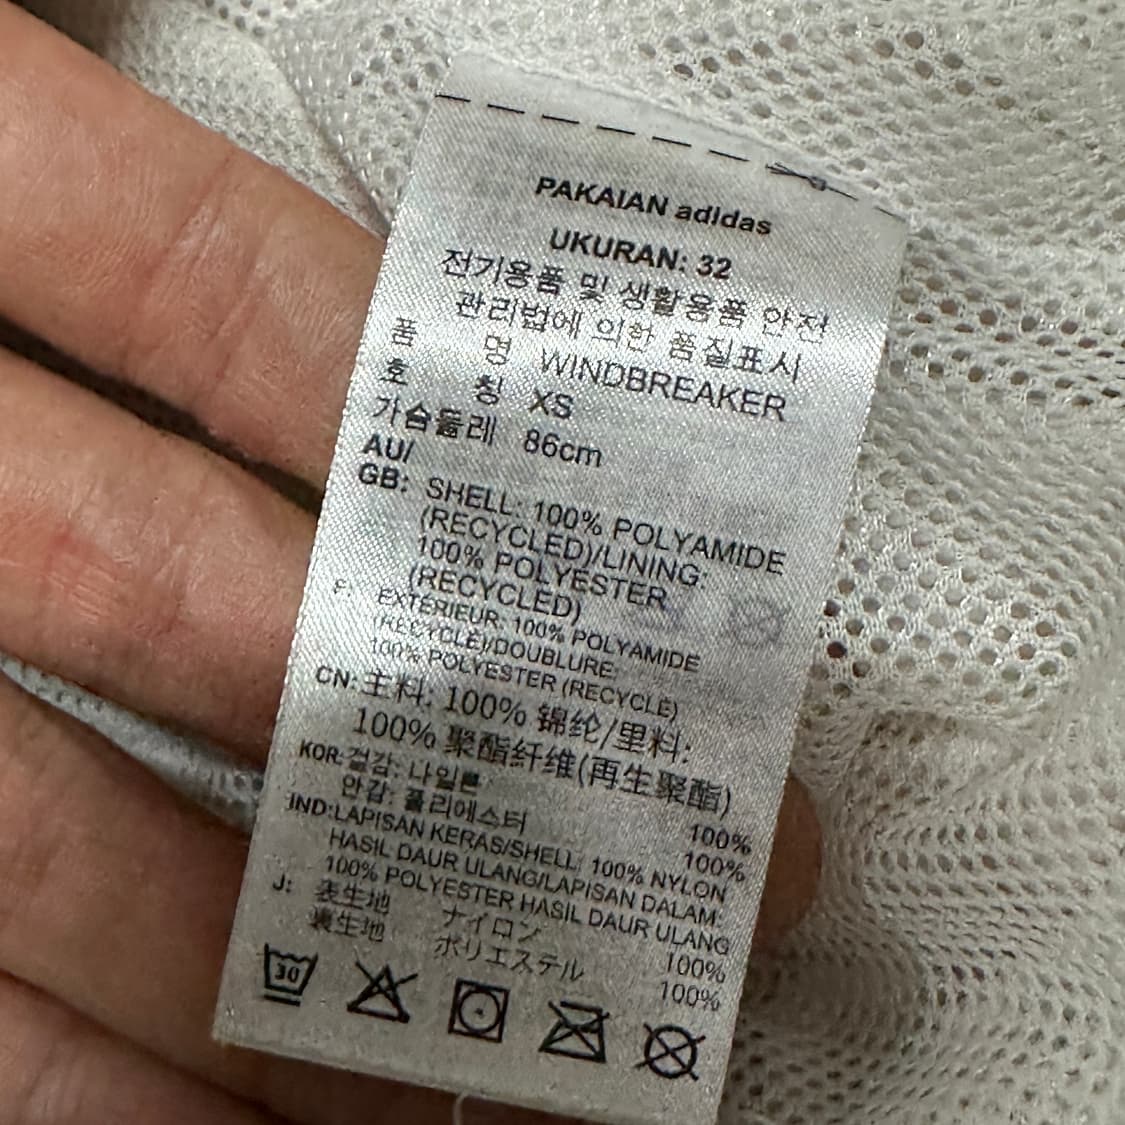 PAKAIAN adidas
UKURAN: 32
전기용품 및 생활용품 안전
관리법에 의한 품질표시
품 명 WINDBREAKER
호 칭 XS
가슴둘레 86cm
AU/
GB: SHELL: 100% POLYAMIDE
(RECYCLED)/LINING:
100% POLYESTER
(RECYCLED)
F: EXTÉRIEUR: 100% POLYAMIDE
(RECYCLÉ)/DOUBLURE:
100% POLYESTER (RECYCLÉ)
CN: 主料: 100% 锦纶/里料:
100% 聚酯纤维(再生聚酯)
KOR: 겉감: 나일론 100%
안감: 폴리에스터 100%
IND: LAPISAN KERAS/SHELL: 100% NYLON
HASIL DAUR ULANG/LAPISAN DALAM:
100% POLYESTER HASIL DAUR ULANG
J: 表生地 ナイロン 100%
裏生地 ポリエステル 100%
30